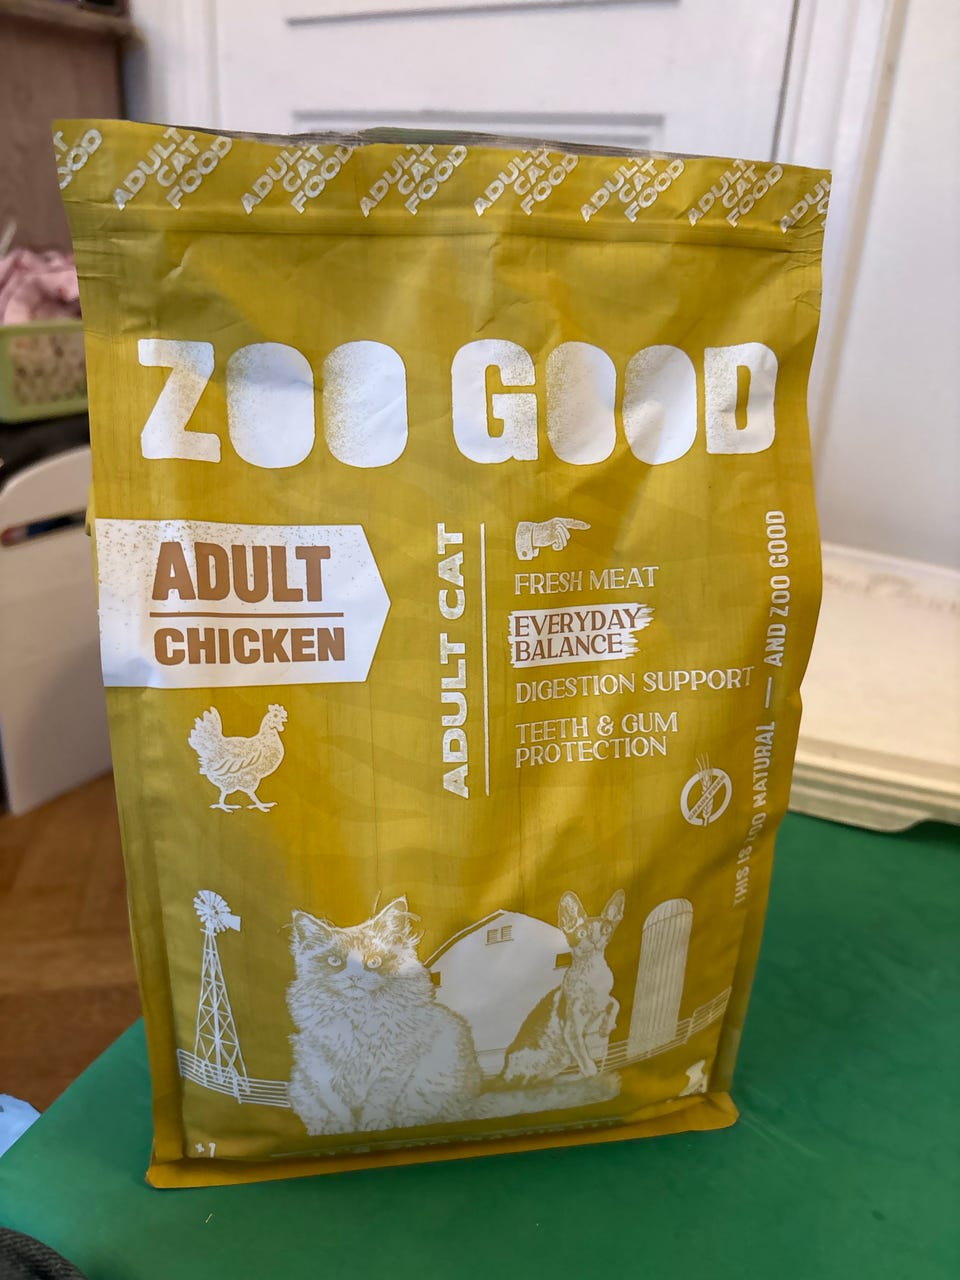 ADULT CAT FOOD
ADULT CAT FOOD
ADULT CAT FOOD
ADULT CAT FOOD
ADULT CAT FOOD
ADULT CAT FOOD
ZOO GOOD
ADULT
CHICKEN
ADULT CAT
FRESH MEAT
EVERYDAY
BALANCE
DIGESTION SUPPORT
TEETH & GUM
PROTECTION
THIS IS ZOO NATURAL — AND ZOO GOOD